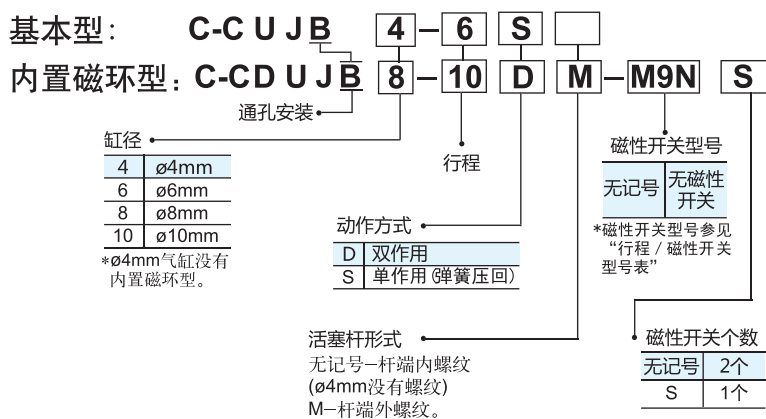 基本型： C-C U J B 4 – 6 S
内置磁环型：C-CD U J B 8 – 10 D M – M9N S
通孔安装
缸径
4 ø4mm
6 ø6mm
8 ø8mm
10 ø10mm
*ø4mm气缸没有
内置磁环型。
行程
动作方式
D 双作用
S 单作用(弹簧压回)
磁性开关型号
无记号 无磁性
开关
*磁性开关型号参见
“行程 / 磁性开关
型号表”
活塞杆形式
无记号–杆端内螺纹
(ø4mm没有螺纹)
M–杆端外螺纹。
磁性开关个数
无记号 2个
S 1个